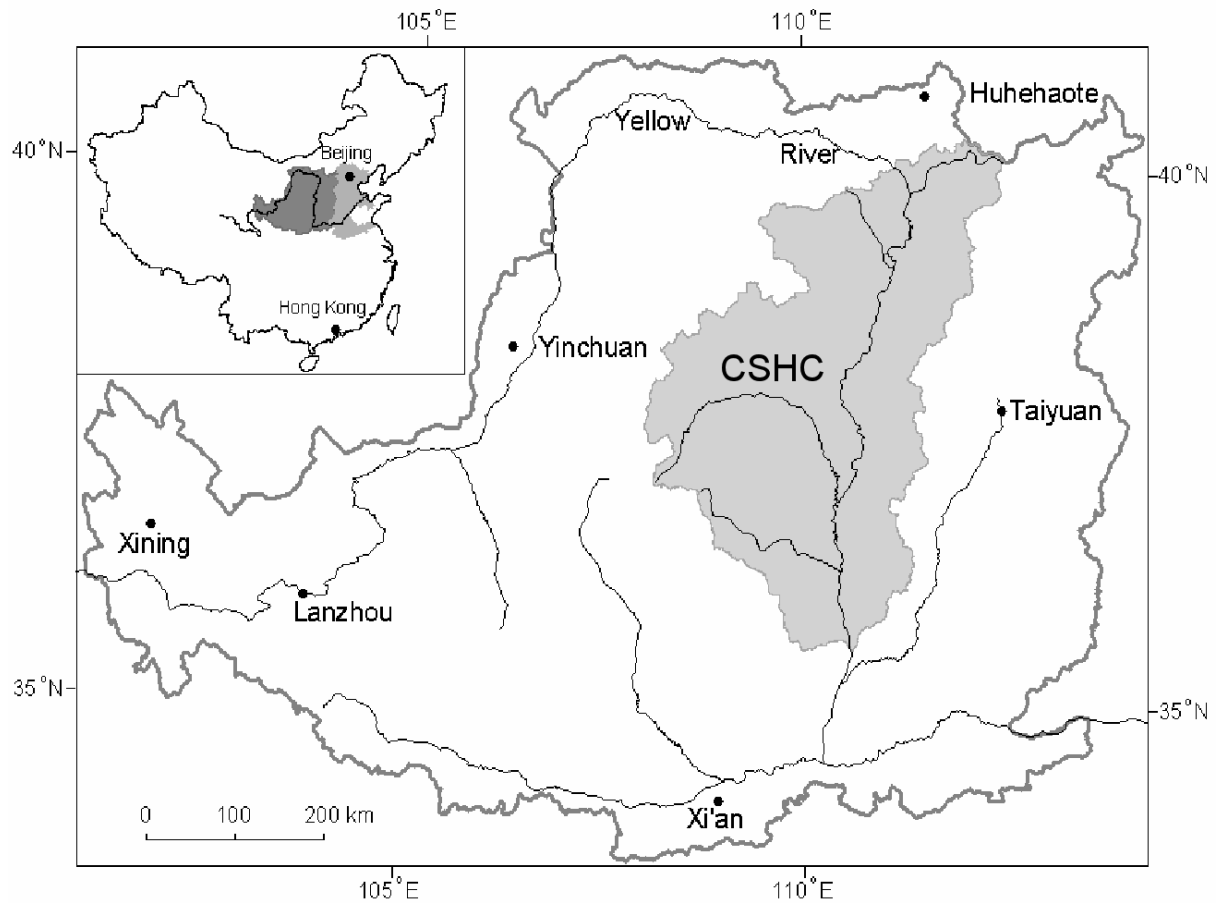 105°E
110°E
Huhehaote
Yellow
River
Beijing
40°N
40°N
Hong Kong
Yinchuan
CSHC
Taiyuan
Xining
Lanzhou
35°N
35°N
0 100 200 km
Xi'an
105°E
110°E